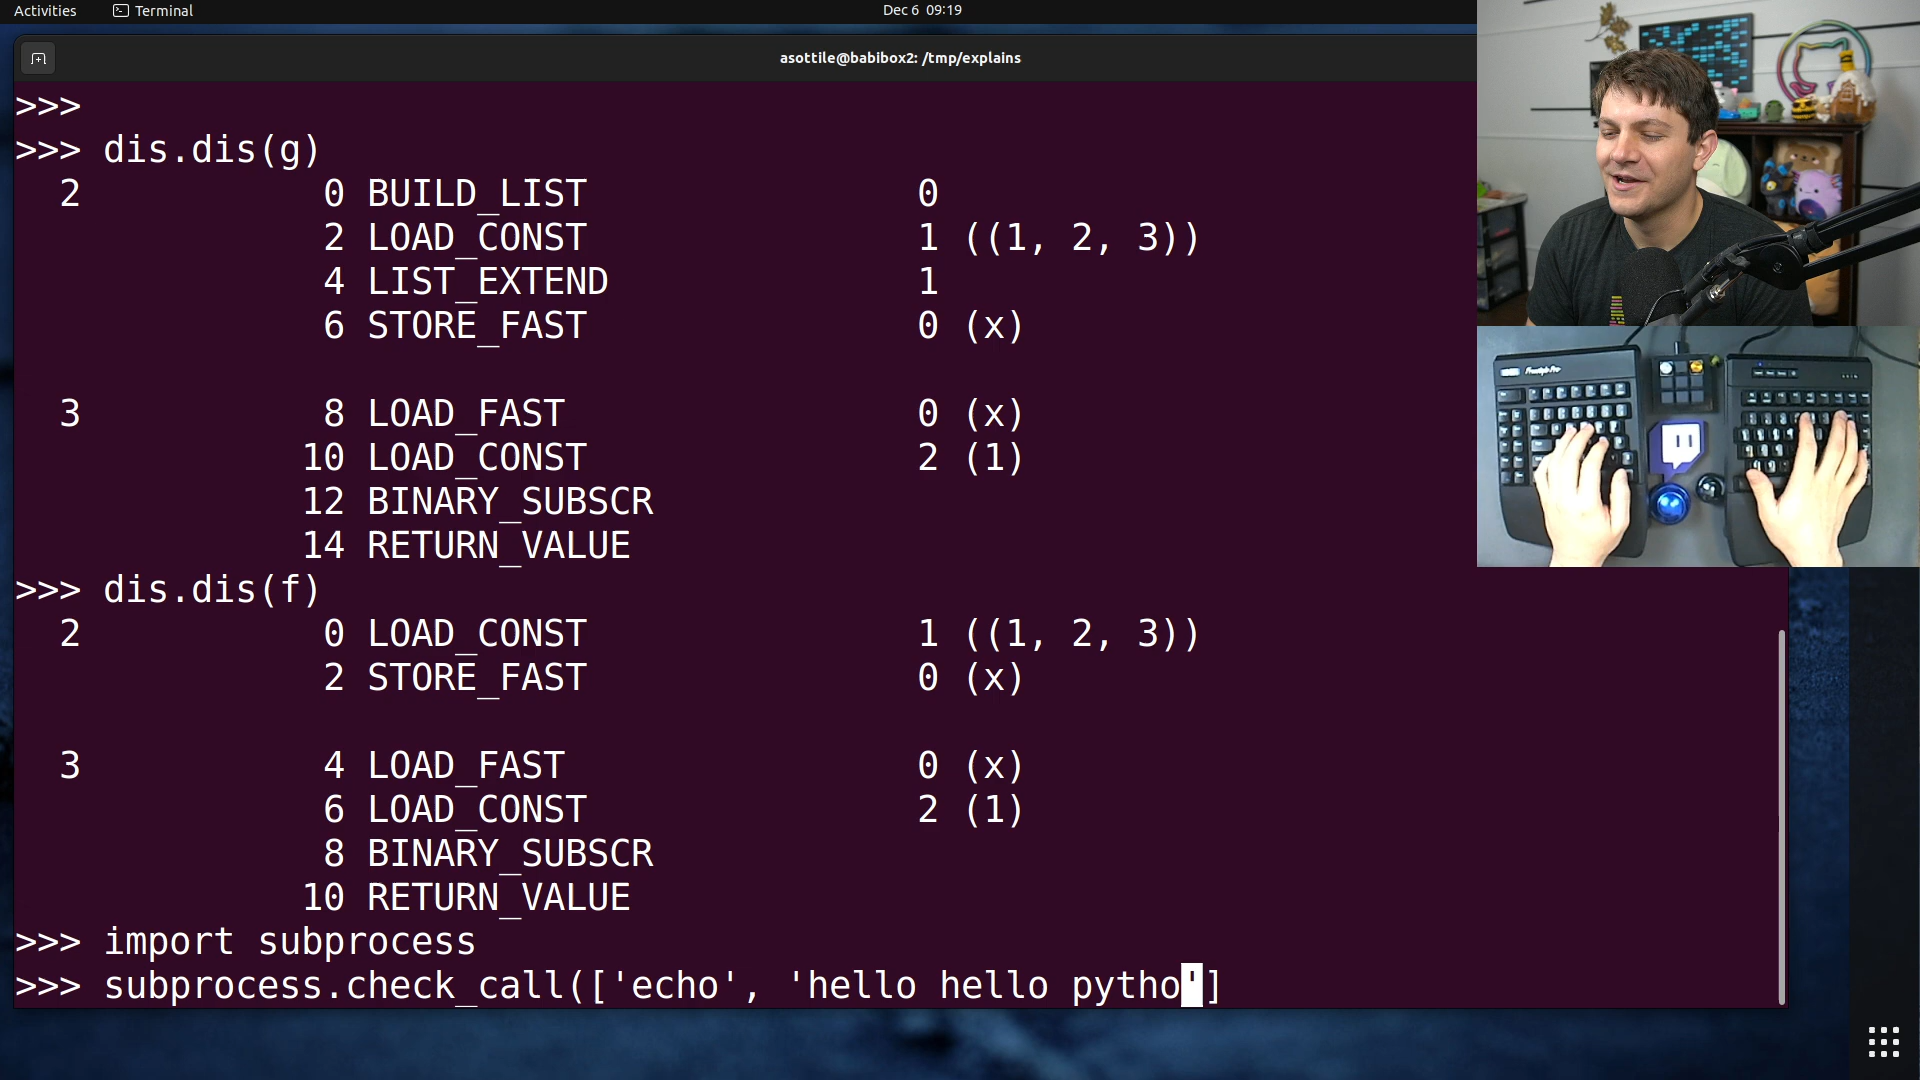 Activities
Terminal
Dec 6 09:19
asottile@babibox2: /tmp/explains
>>>
>>> dis.dis(g)
2 0 BUILD_LIST 0
2 LOAD_CONST 1 ((1, 2, 3))
4 LIST_EXTEND 1
6 STORE_FAST 0 (x)
3 8 LOAD_FAST 0 (x)
10 LOAD_CONST 2 (1)
12 BINARY_SUBSCR
14 RETURN_VALUE
>>> dis.dis(f)
2 0 LOAD_CONST 1 ((1, 2, 3))
2 STORE_FAST 0 (x)
3 4 LOAD_FAST 0 (x)
6 LOAD_CONST 2 (1)
8 BINARY_SUBSCR
10 RETURN_VALUE
>>> import subprocess
>>> subprocess.check_call(['echo', 'hello hello pytho']
Freestyle Pro